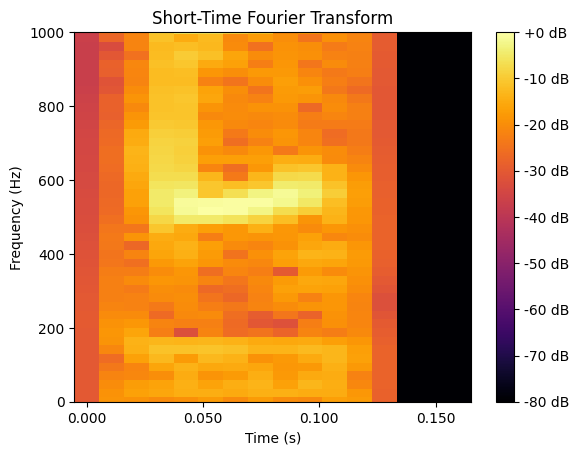 Short-Time Fourier Transform
1000
800
600
400
200
0
Frequency (Hz)
0.000
0.050
0.100
0.150
Time (s)
+0 dB
-10 dB
-20 dB
-30 dB
-40 dB
-50 dB
-60 dB
-70 dB
-80 dB